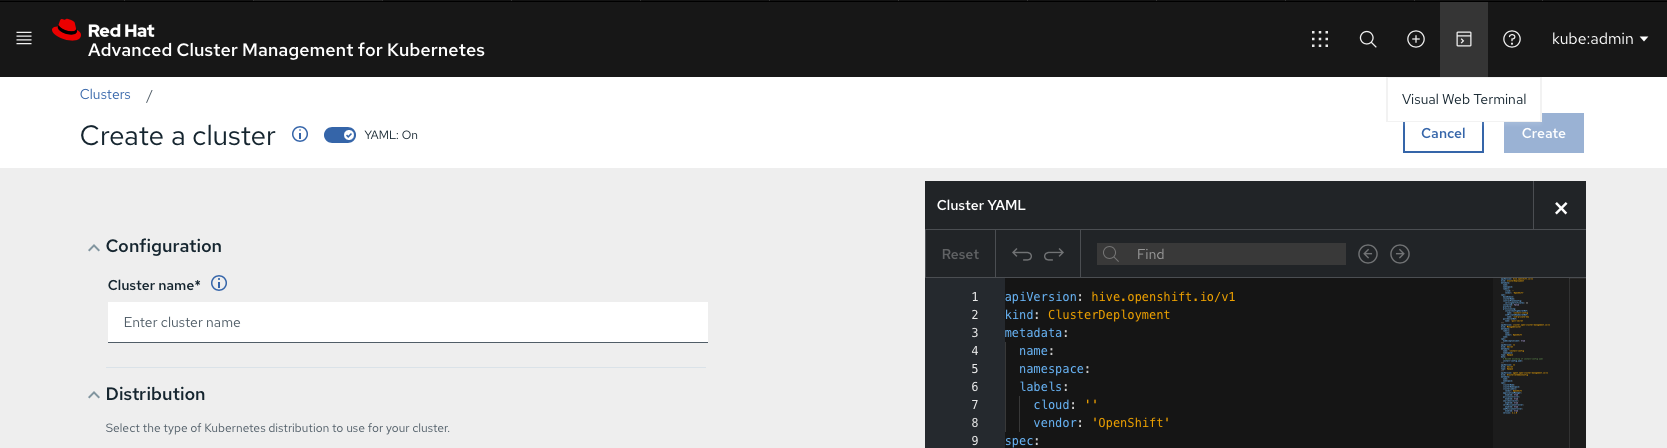 Red Hat
Advanced Cluster Management for Kubernetes
kube:admin
Visual Web Terminal
Clusters /
Create a cluster
YAML: On
Cancel
Create
Configuration
Cluster name*
Enter cluster name
Distribution
Select the type of Kubernetes distribution to use for your cluster.
Cluster YAML
Reset
Find
1 apiVersion: hive.openshift.io/v1
2 kind: ClusterDeployment
3 metadata:
4 name:
5 namespace:
6 labels:
7 cloud: ''
8 vendor: 'OpenShift'
9 spec: